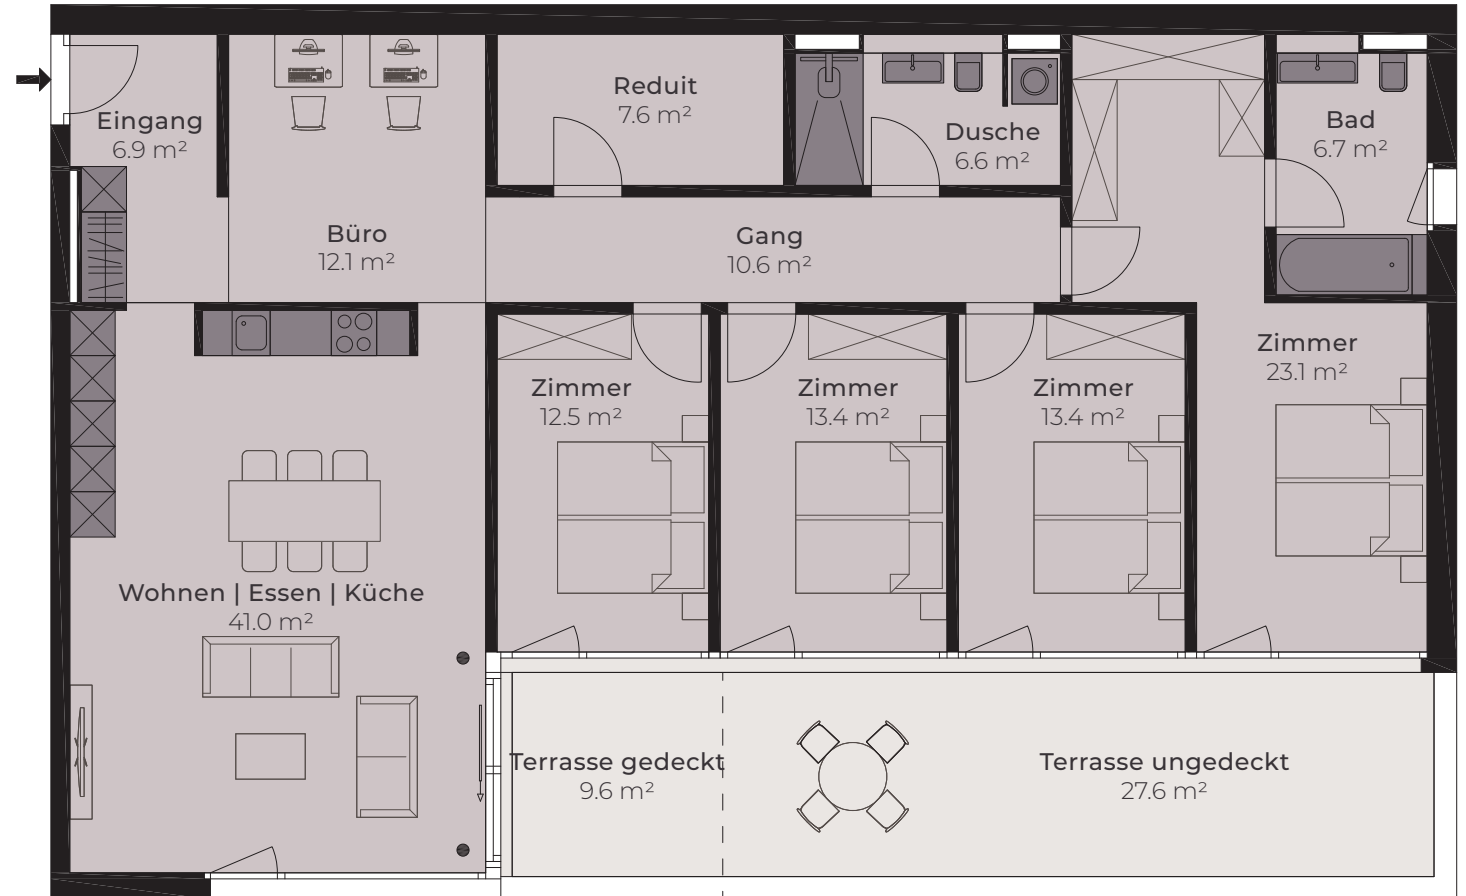 Reduit
7.6 m²
Eingang
6.9 m²
Dusche
6.6 m²
Bad
6.7 m²
Büro
12.1 m²
Gang
10.6 m²
Zimmer
23.1 m²
Zimmer
12.5 m²
Zimmer
13.4 m²
Zimmer
13.4 m²
Wohnen | Essen | Küche
41.0 m²
Terrasse gedeckt
9.6 m²
Terrasse ungedeckt
27.6 m²